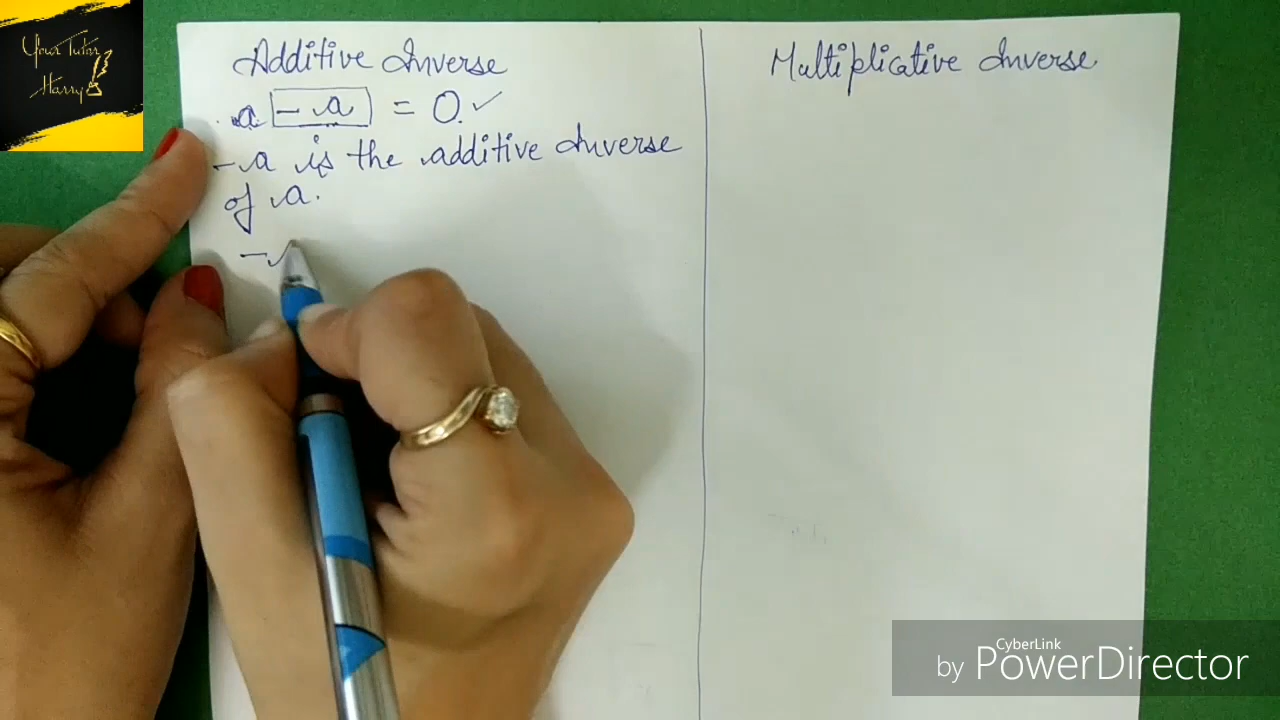 Your Tutor
Harry
Additive Inverse
a - a = 0.
-a is the additive Inverse
of a.
-
Multiplicative Inverse
CyberLink
by PowerDirector